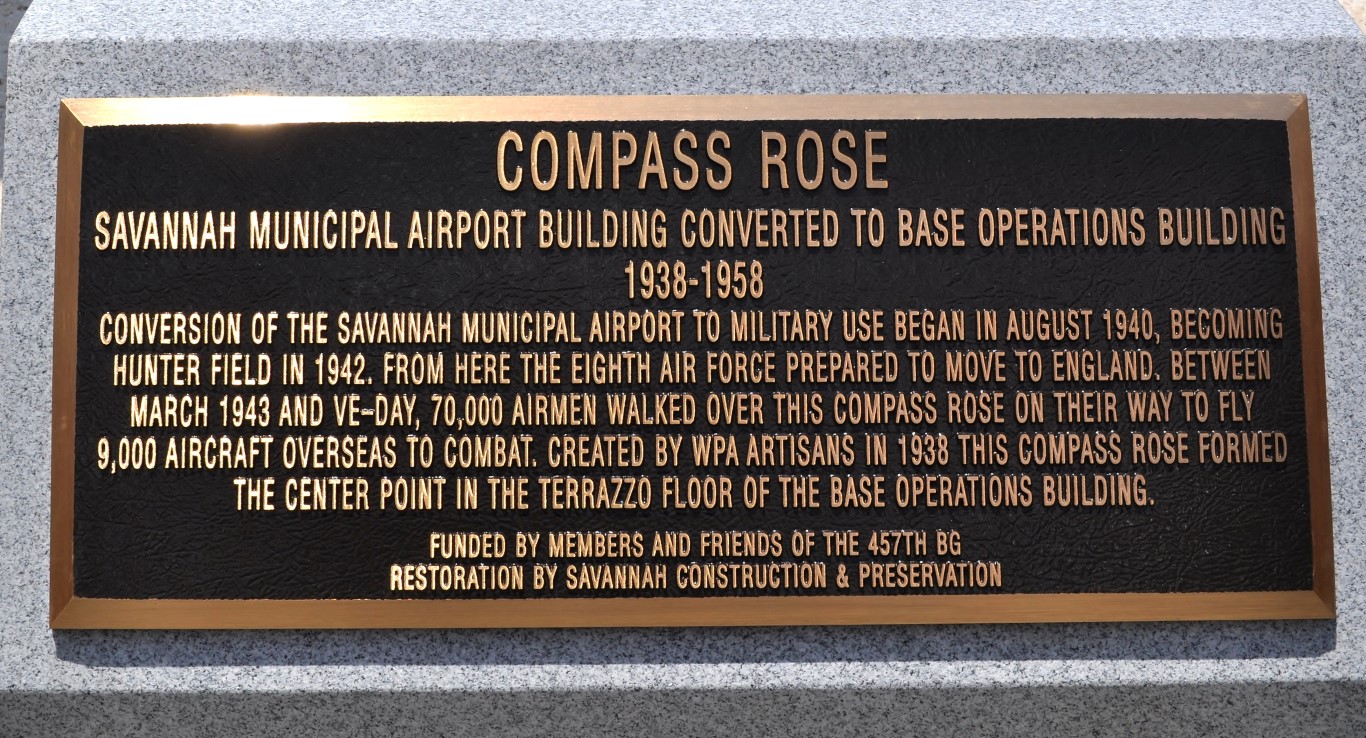 COMPASS ROSE
SAVANNAH MUNICIPAL AIRPORT BUILDING CONVERTED TO BASE OPERATIONS BUILDING
1938-1958
CONVERSION OF THE SAVANNAH MUNICIPAL AIRPORT TO MILITARY USE BEGAN IN AUGUST 1940, BECOMING
HUNTER FIELD IN 1942. FROM HERE THE EIGHTH AIR FORCE PREPARED TO MOVE TO ENGLAND. BETWEEN
MARCH 1943 AND VE-DAY, 70,000 AIRMEN WALKED OVER THIS COMPASS ROSE ON THEIR WAY TO FLY
9,000 AIRCRAFT OVERSEAS TO COMBAT. CREATED BY WPA ARTISANS IN 1938 THIS COMPASS ROSE FORMED
THE CENTER POINT IN THE TERRAZZO FLOOR OF THE BASE OPERATIONS BUILDING.
FUNDED BY MEMBERS AND FRIENDS OF THE 457TH BG
RESTORATION BY SAVANNAH CONSTRUCTION & PRESERVATION